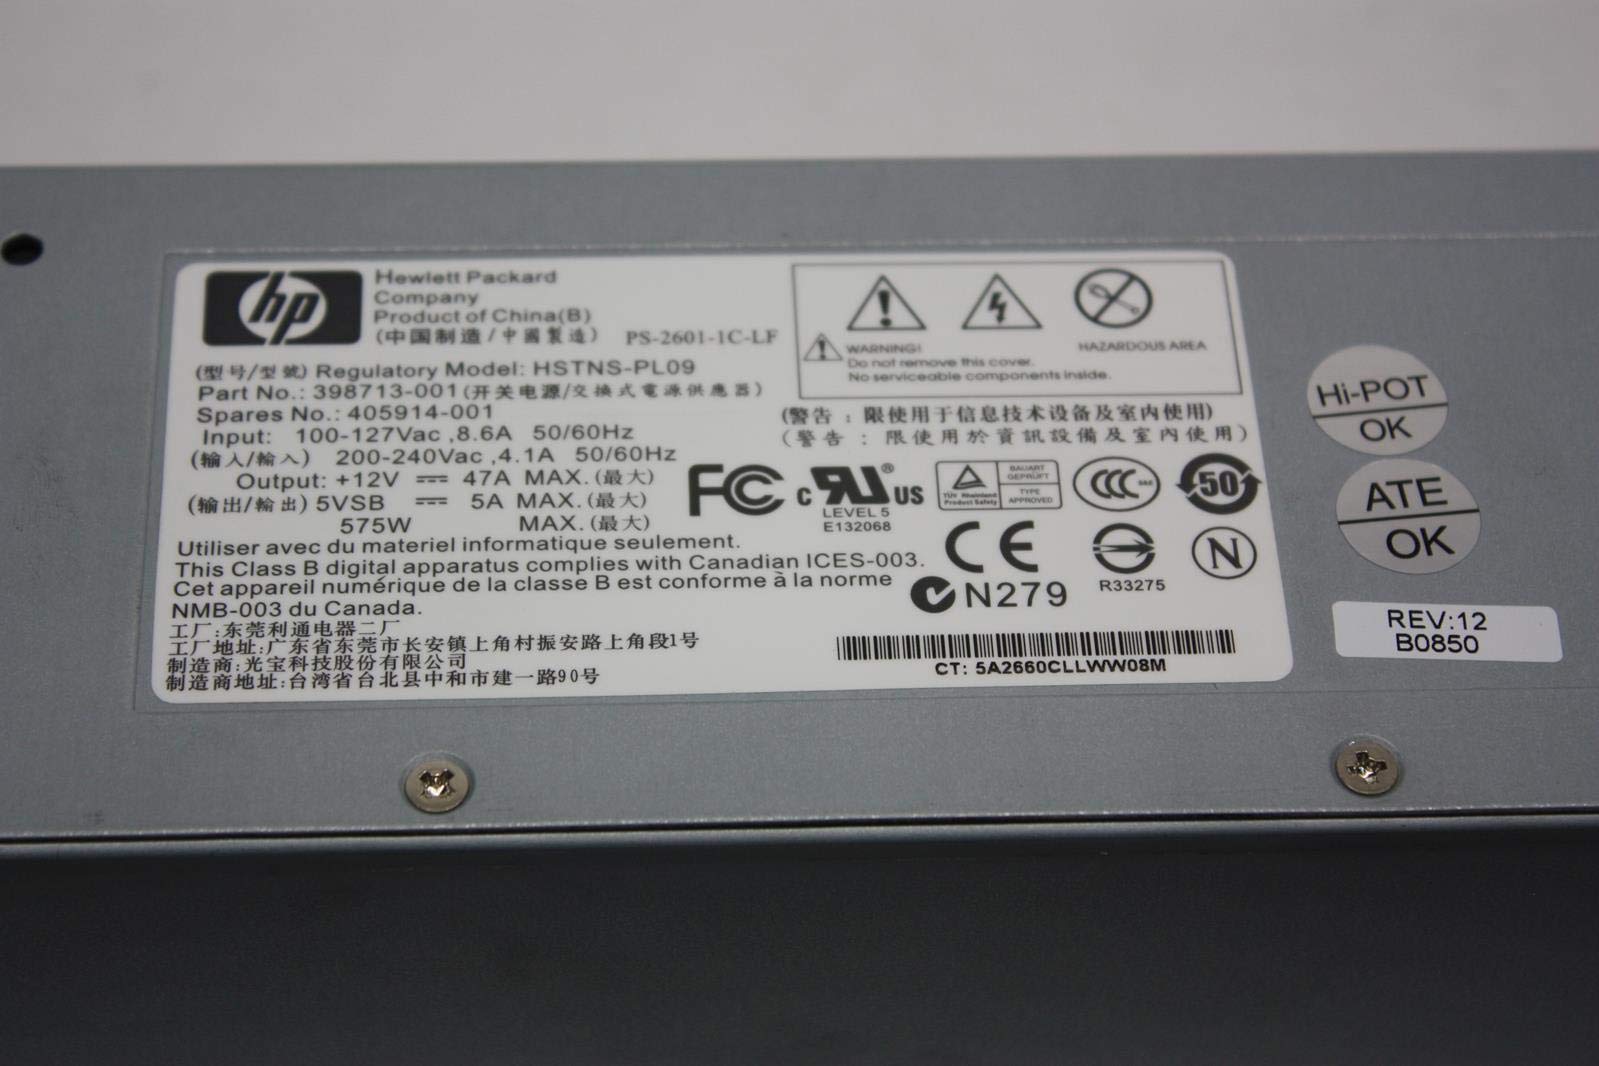 hp
Hewlett Packard
Company
Product of China(B)
(中国制造/中國製造) PS-2601-1C-LF
(型号/型號) Regulatory Model: HSTNS-PL09
Part No.: 398713-001(开关电源/交換式電源供應器)
Spares No.: 405914-001
Input: 100-127Vac ,8.6A 50/60Hz
(输入/輸入) 200-240Vac ,4.1A 50/60Hz
Output: +12V 47A MAX.(最大)
(输出/輸出) 5VSB 5A MAX.(最大)
575W MAX.(最大)
Utiliser avec du materiel informatique seulement.
This Class B digital apparatus complies with Canadian ICES-003.
Cet appareil numérique de la classe B est conforme à la norme
NMB-003 du Canada.
工厂:东莞利通电器二厂
工厂地址:广东省东莞市长安镇上角村振安路上角段1号
制造商:光宝科技股份有限公司
制造商地址:台湾省台北县中和市建一路90号
WARNING!
Do not remove this cover.
No serviceable components inside.
HAZARDOUS AREA
(警告:限使用于信息技术设备及室内使用)
(警告:限使用於資訊設備及室內使用)
FC
c RU ® US
LEVEL 5
E132068
TÜV Rheinland
Product Safety
BAUART
GEPRÜFT
TYPE
APPROVED
CCC
S&E
50
CE
R33275
N
N279
CT: 5A2660CLLWW08M
Hi-POT
OK
ATE
OK
REV:12
B0850